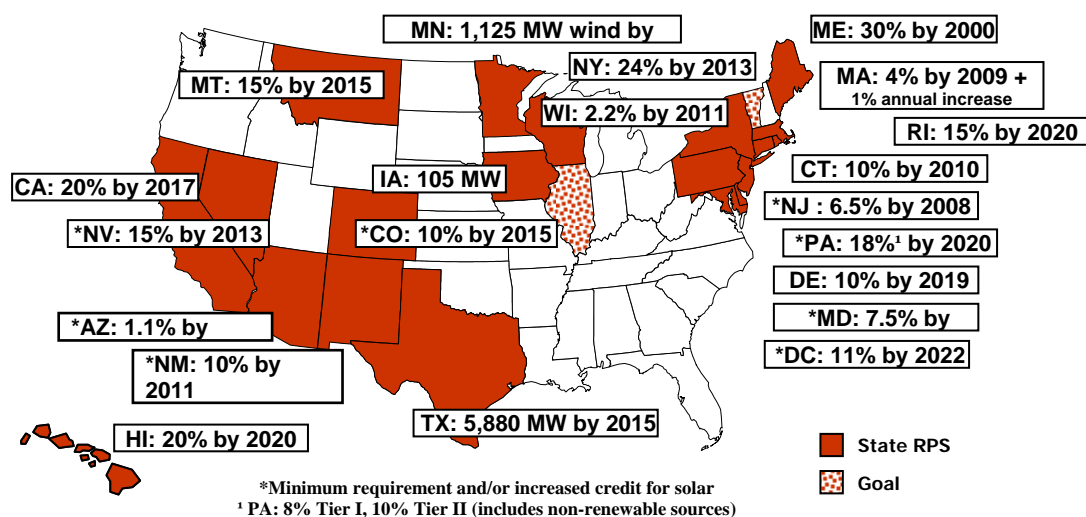 MN: 1,125 MW wind by
ME: 30% by 2000
NY: 24% by 2013
MA: 4% by 2009 +
1% annual increase
MT: 15% by 2015
WI: 2.2% by 2011
RI: 15% by 2020
CT: 10% by 2010
CA: 20% by 2017
IA: 105 MW
*NJ : 6.5% by 2008
*NV: 15% by 2013
*CO: 10% by 2015
*PA: 18%¹ by 2020
DE: 10% by 2019
*AZ: 1.1% by
*MD: 7.5% by
*NM: 10% by
2011
*DC: 11% by 2022
TX: 5,880 MW by 2015
HI: 20% by 2020
State RPS
Goal
*Minimum requirement and/or increased credit for solar
¹ PA: 8% Tier I, 10% Tier II (includes non-renewable sources)